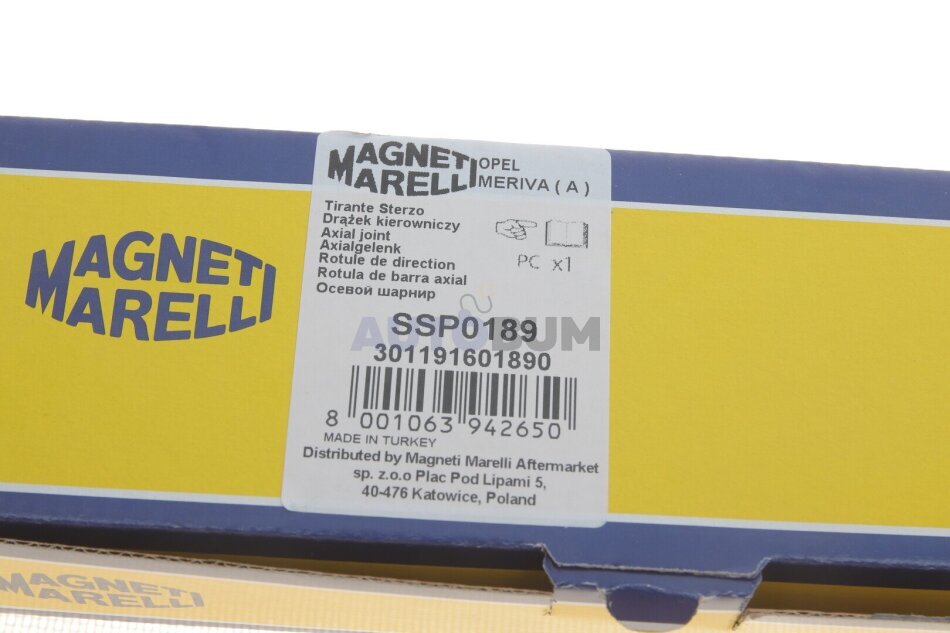 MAGNETI
MARELLI
OPEL
MERIVA ( A )
Tirante Sterzo
Drążek kierowniczy
Axial joint
Axialgelenk
Rotule de direction
Rotula de barra axial
Осевой шарнир
PC x1
AUTOBUM
SSP0189
301191601890
8 001063 942650
MADE IN TURKEY
Distributed by Magneti Marelli Aftermarket
sp. z.o.o Plac Pod Lipami 5,
40-476 Katowice, Poland
MAGNETI
MARELLI
MAGNETI
MARELLI